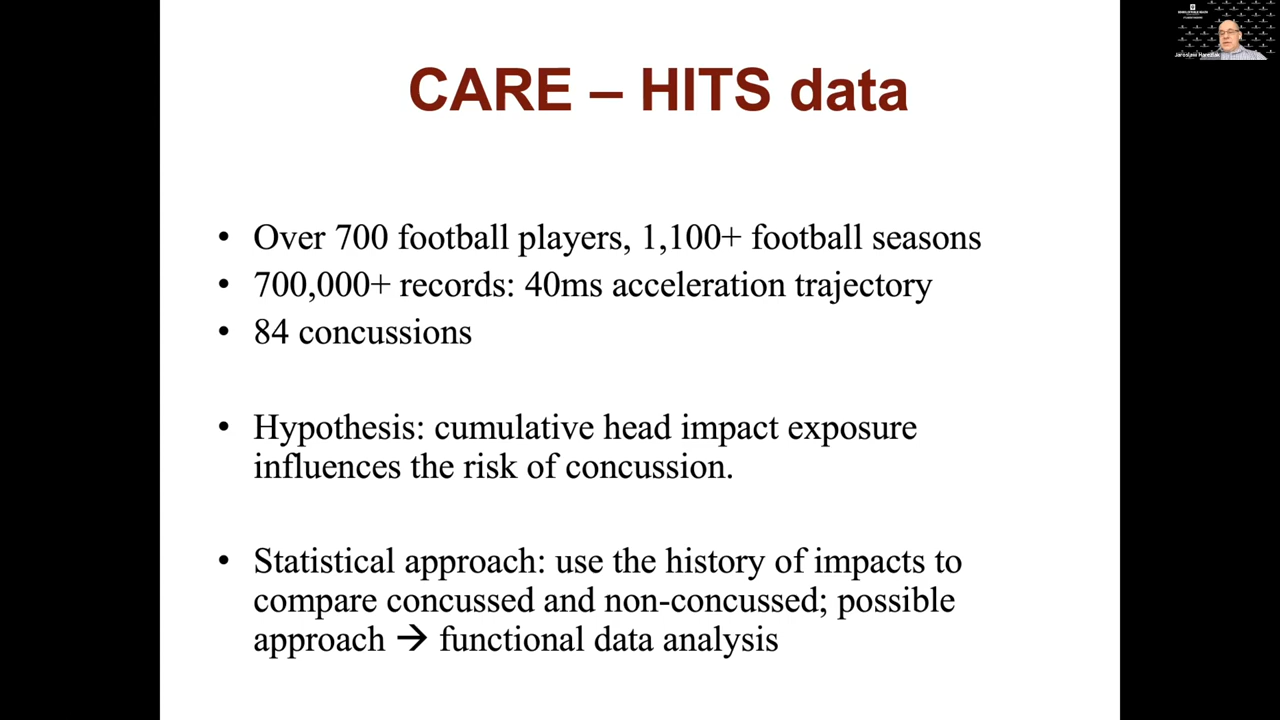 CARE – HITS data
• Over 700 football players, 1,100+ football seasons
• 700,000+ records: 40ms acceleration trajectory
• 84 concussions
• Hypothesis: cumulative head impact exposure
influences the risk of concussion.
• Statistical approach: use the history of impacts to
compare concussed and non-concussed; possible
approach → functional data analysis